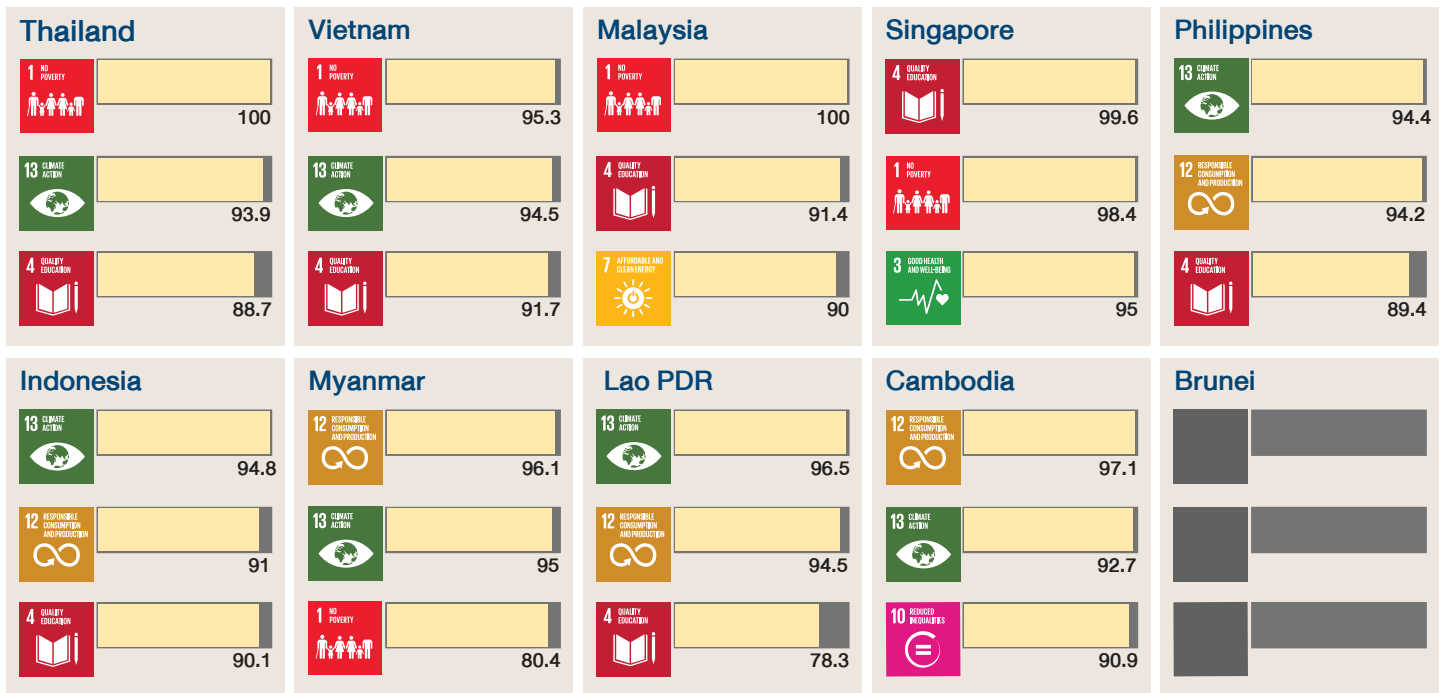 Thailand
1 NO
POVERTY
100
13 CLIMATE
ACTION
93.9
4 QUALITY
EDUCATION
88.7
Vietnam
1 NO
POVERTY
95.3
13 CLIMATE
ACTION
94.5
4 QUALITY
EDUCATION
91.7
Malaysia
1 NO
POVERTY
100
4 QUALITY
EDUCATION
91.4
7 AFFORDABLE AND
CLEAN ENERGY
90
Singapore
4 QUALITY
EDUCATION
99.6
1 NO
POVERTY
98.4
3 GOOD HEALTH
AND WELL-BEING
95
Philippines
13 CLIMATE
ACTION
94.4
12 RESPONSIBLE
CONSUMPTION
AND PRODUCTION
94.2
4 QUALITY
EDUCATION
89.4
Indonesia
13 CLIMATE
ACTION
94.8
12 RESPONSIBLE
CONSUMPTION
AND PRODUCTION
91
4 QUALITY
EDUCATION
90.1
Myanmar
12 RESPONSIBLE
CONSUMPTION
AND PRODUCTION
96.1
13 CLIMATE
ACTION
95
1 NO
POVERTY
80.4
Lao PDR
13 CLIMATE
ACTION
96.5
12 RESPONSIBLE
CONSUMPTION
AND PRODUCTION
94.5
4 QUALITY
EDUCATION
78.3
Cambodia
12 RESPONSIBLE
CONSUMPTION
AND PRODUCTION
97.1
13 CLIMATE
ACTION
92.7
10 REDUCED
INEQUALITIES
90.9
Brunei